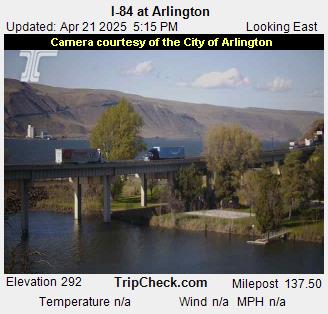 I-84 at Arlington
Updated: Apr 21 2025 5:15 PM Looking East
Camera courtesy of the City of Arlington
Elevation 292 TripCheck.com Milepost 137.50
Temperature n/a Wind n/a MPH n/a